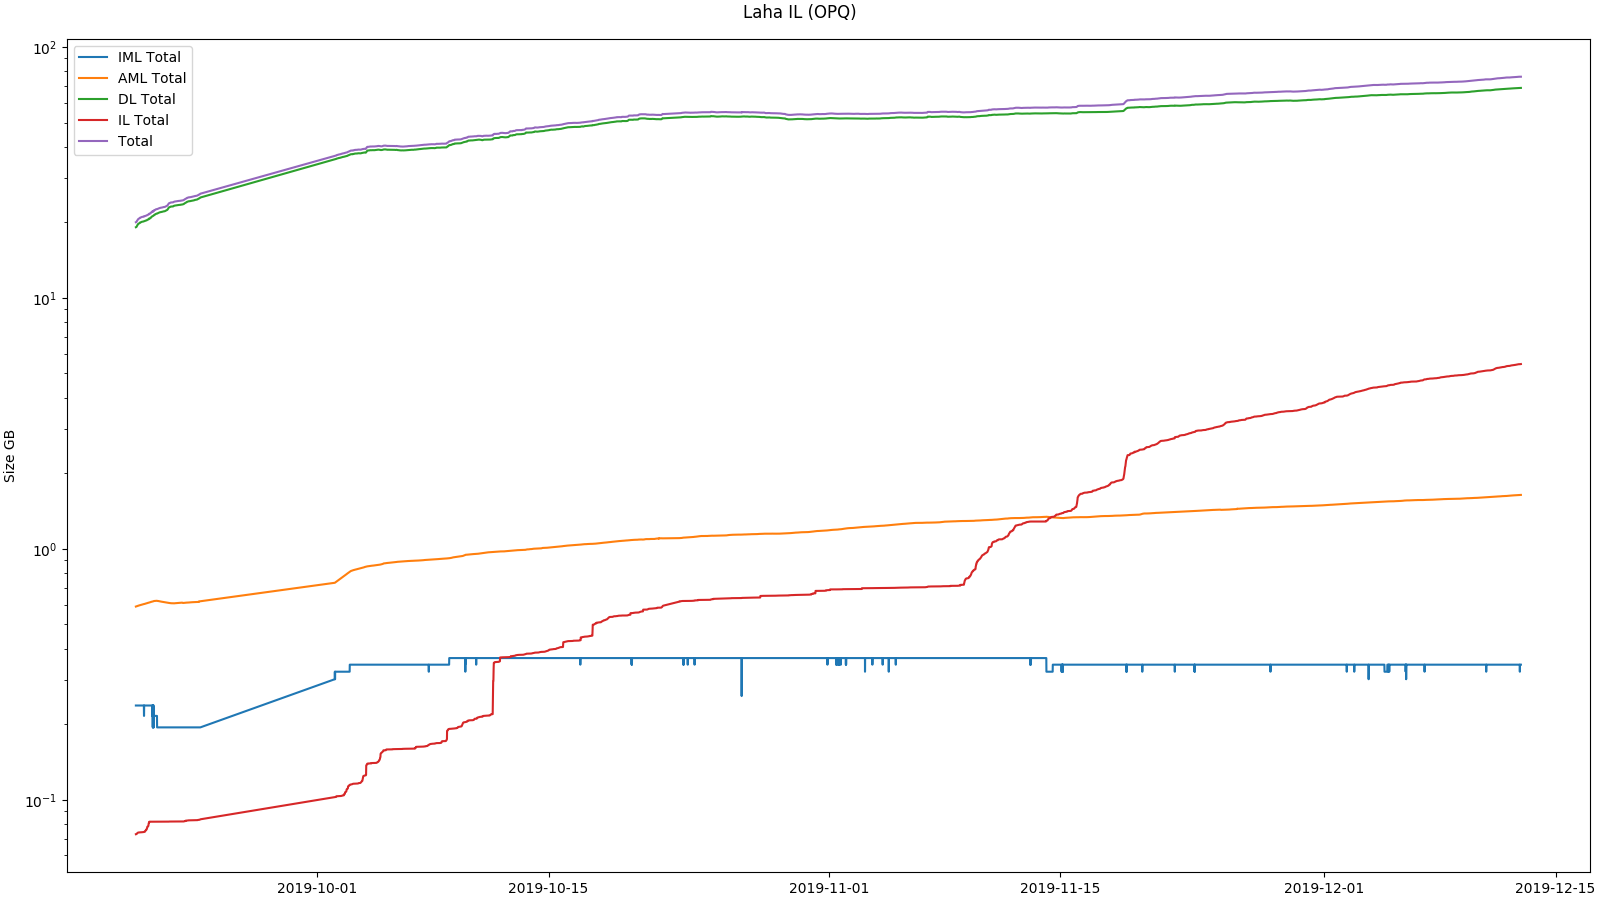 Laha IL (OPQ)
IML Total
AML Total
DL Total
IL Total
Total
Size GB
10²
10¹
10⁰
10⁻¹
2019-10-01
2019-10-15
2019-11-01
2019-11-15
2019-12-01
2019-12-15